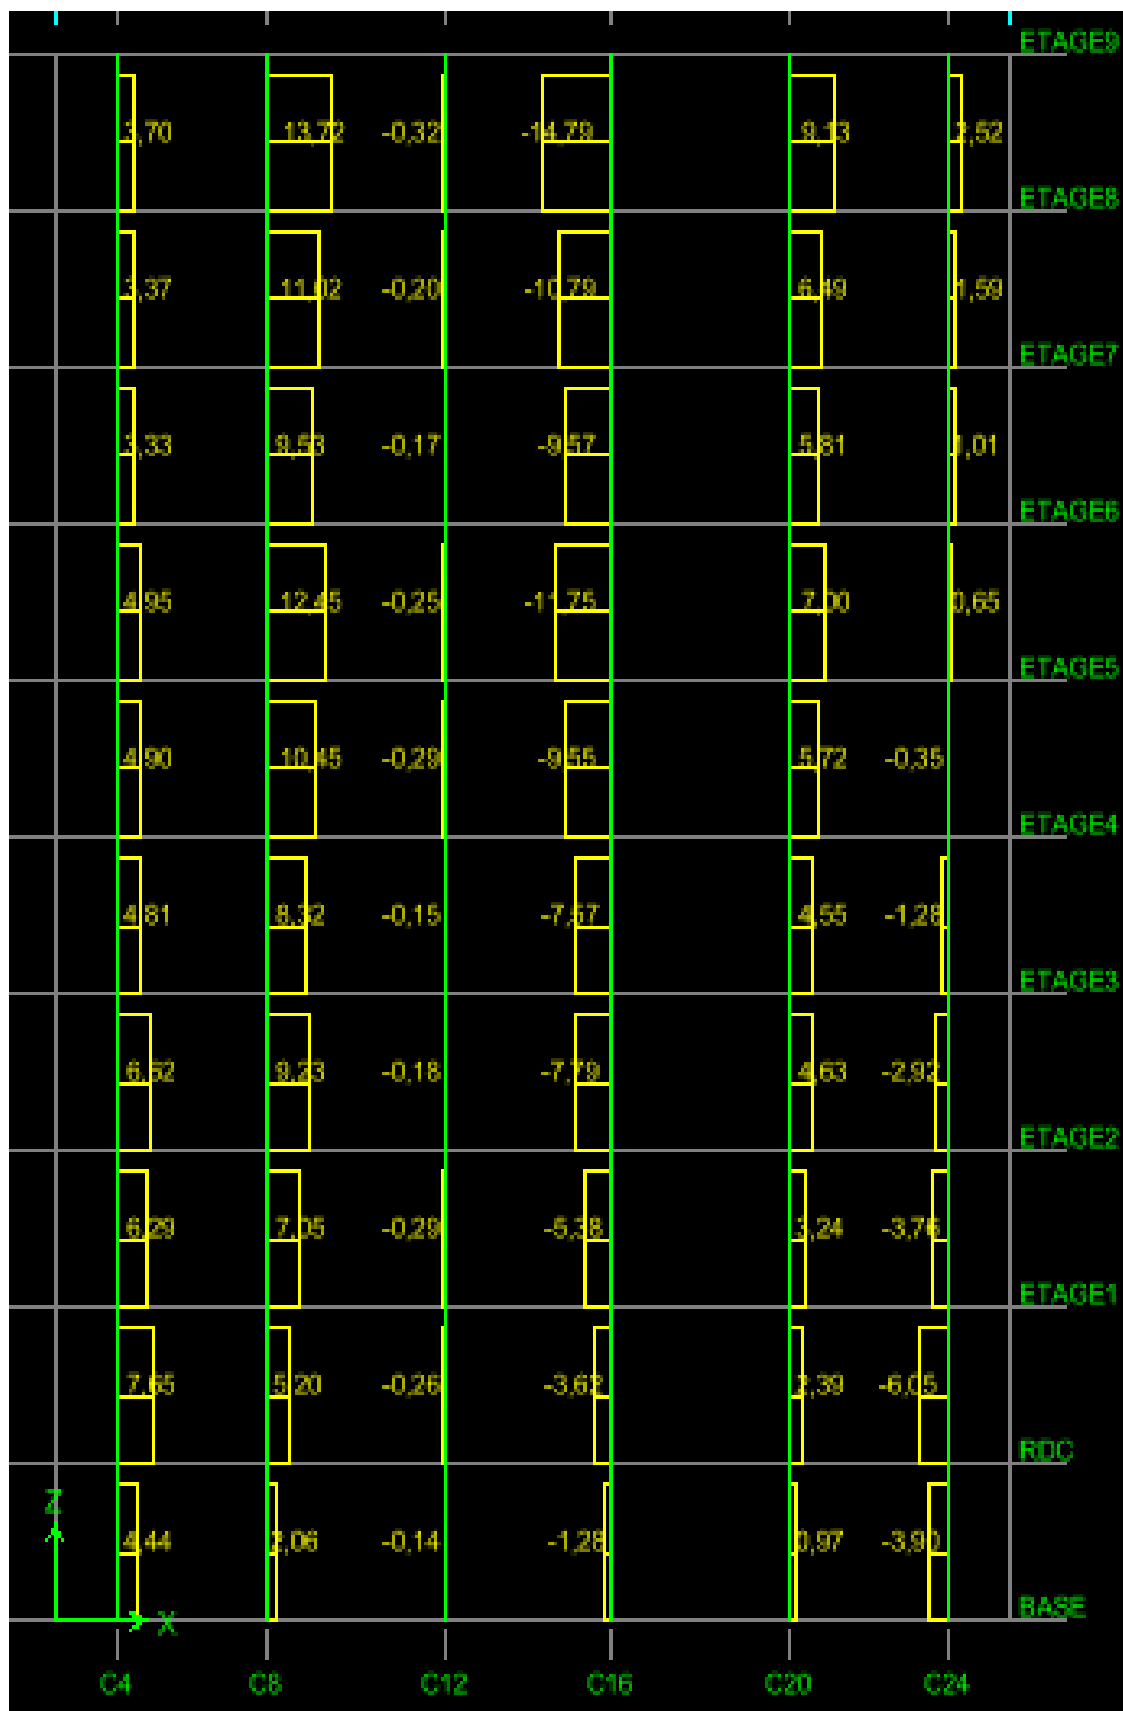 ETAGE9
3,70 13,72 -0,32 -14,79 9,13 2,52
ETAGE8
3,37 11,02 -0,20 -10,79 6,49 1,59
ETAGE7
3,33 9,53 -0,17 -9,57 5,81 1,01
ETAGE6
4,95 12,45 -0,25 -11,75 7,00 0,65
ETAGE5
4,90 10,45 -0,29 -9,55 5,72 -0,35
ETAGE4
4,81 8,32 -0,15 -7,57 4,55 -1,28
ETAGE3
6,52 9,23 -0,18 -7,79 4,63 -2,92
ETAGE2
6,29 7,05 -0,29 -5,38 3,24 -3,76
ETAGE1
7,65 5,20 -0,26 -3,62 2,39 -6,05
RDC
Z
4,44 2,06 -0,14 -1,28 0,97 -3,90
BASE
X
C4 C8 C12 C16 C20 C24